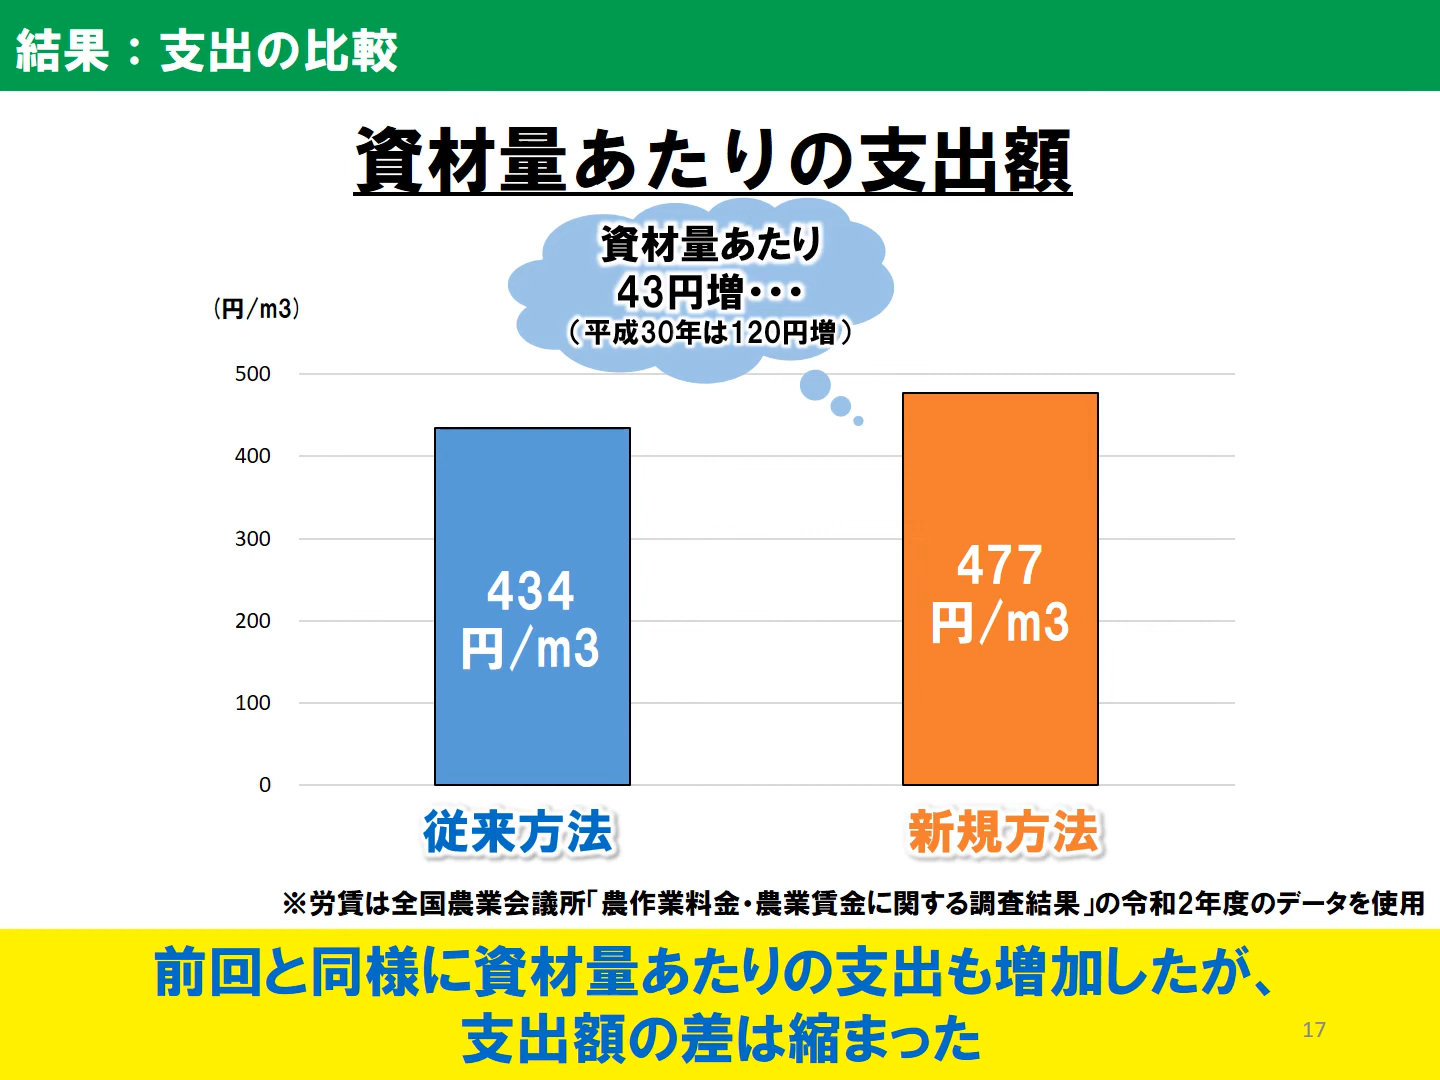 結果：支出の比較
資材量あたりの支出額
資材量あたり
43円増・・・
（平成30年は120円増）
(円/m3)
500
400
300
200
100
0
434
円/m3
477
円/m3
従来方法
新規方法
※労賃は全国農業会議所「農作業料金・農業賃金に関する調査結果」の令和2年度のデータを使用
前回と同様に資材量あたりの支出も増加したが、
支出額の差は縮まった
17